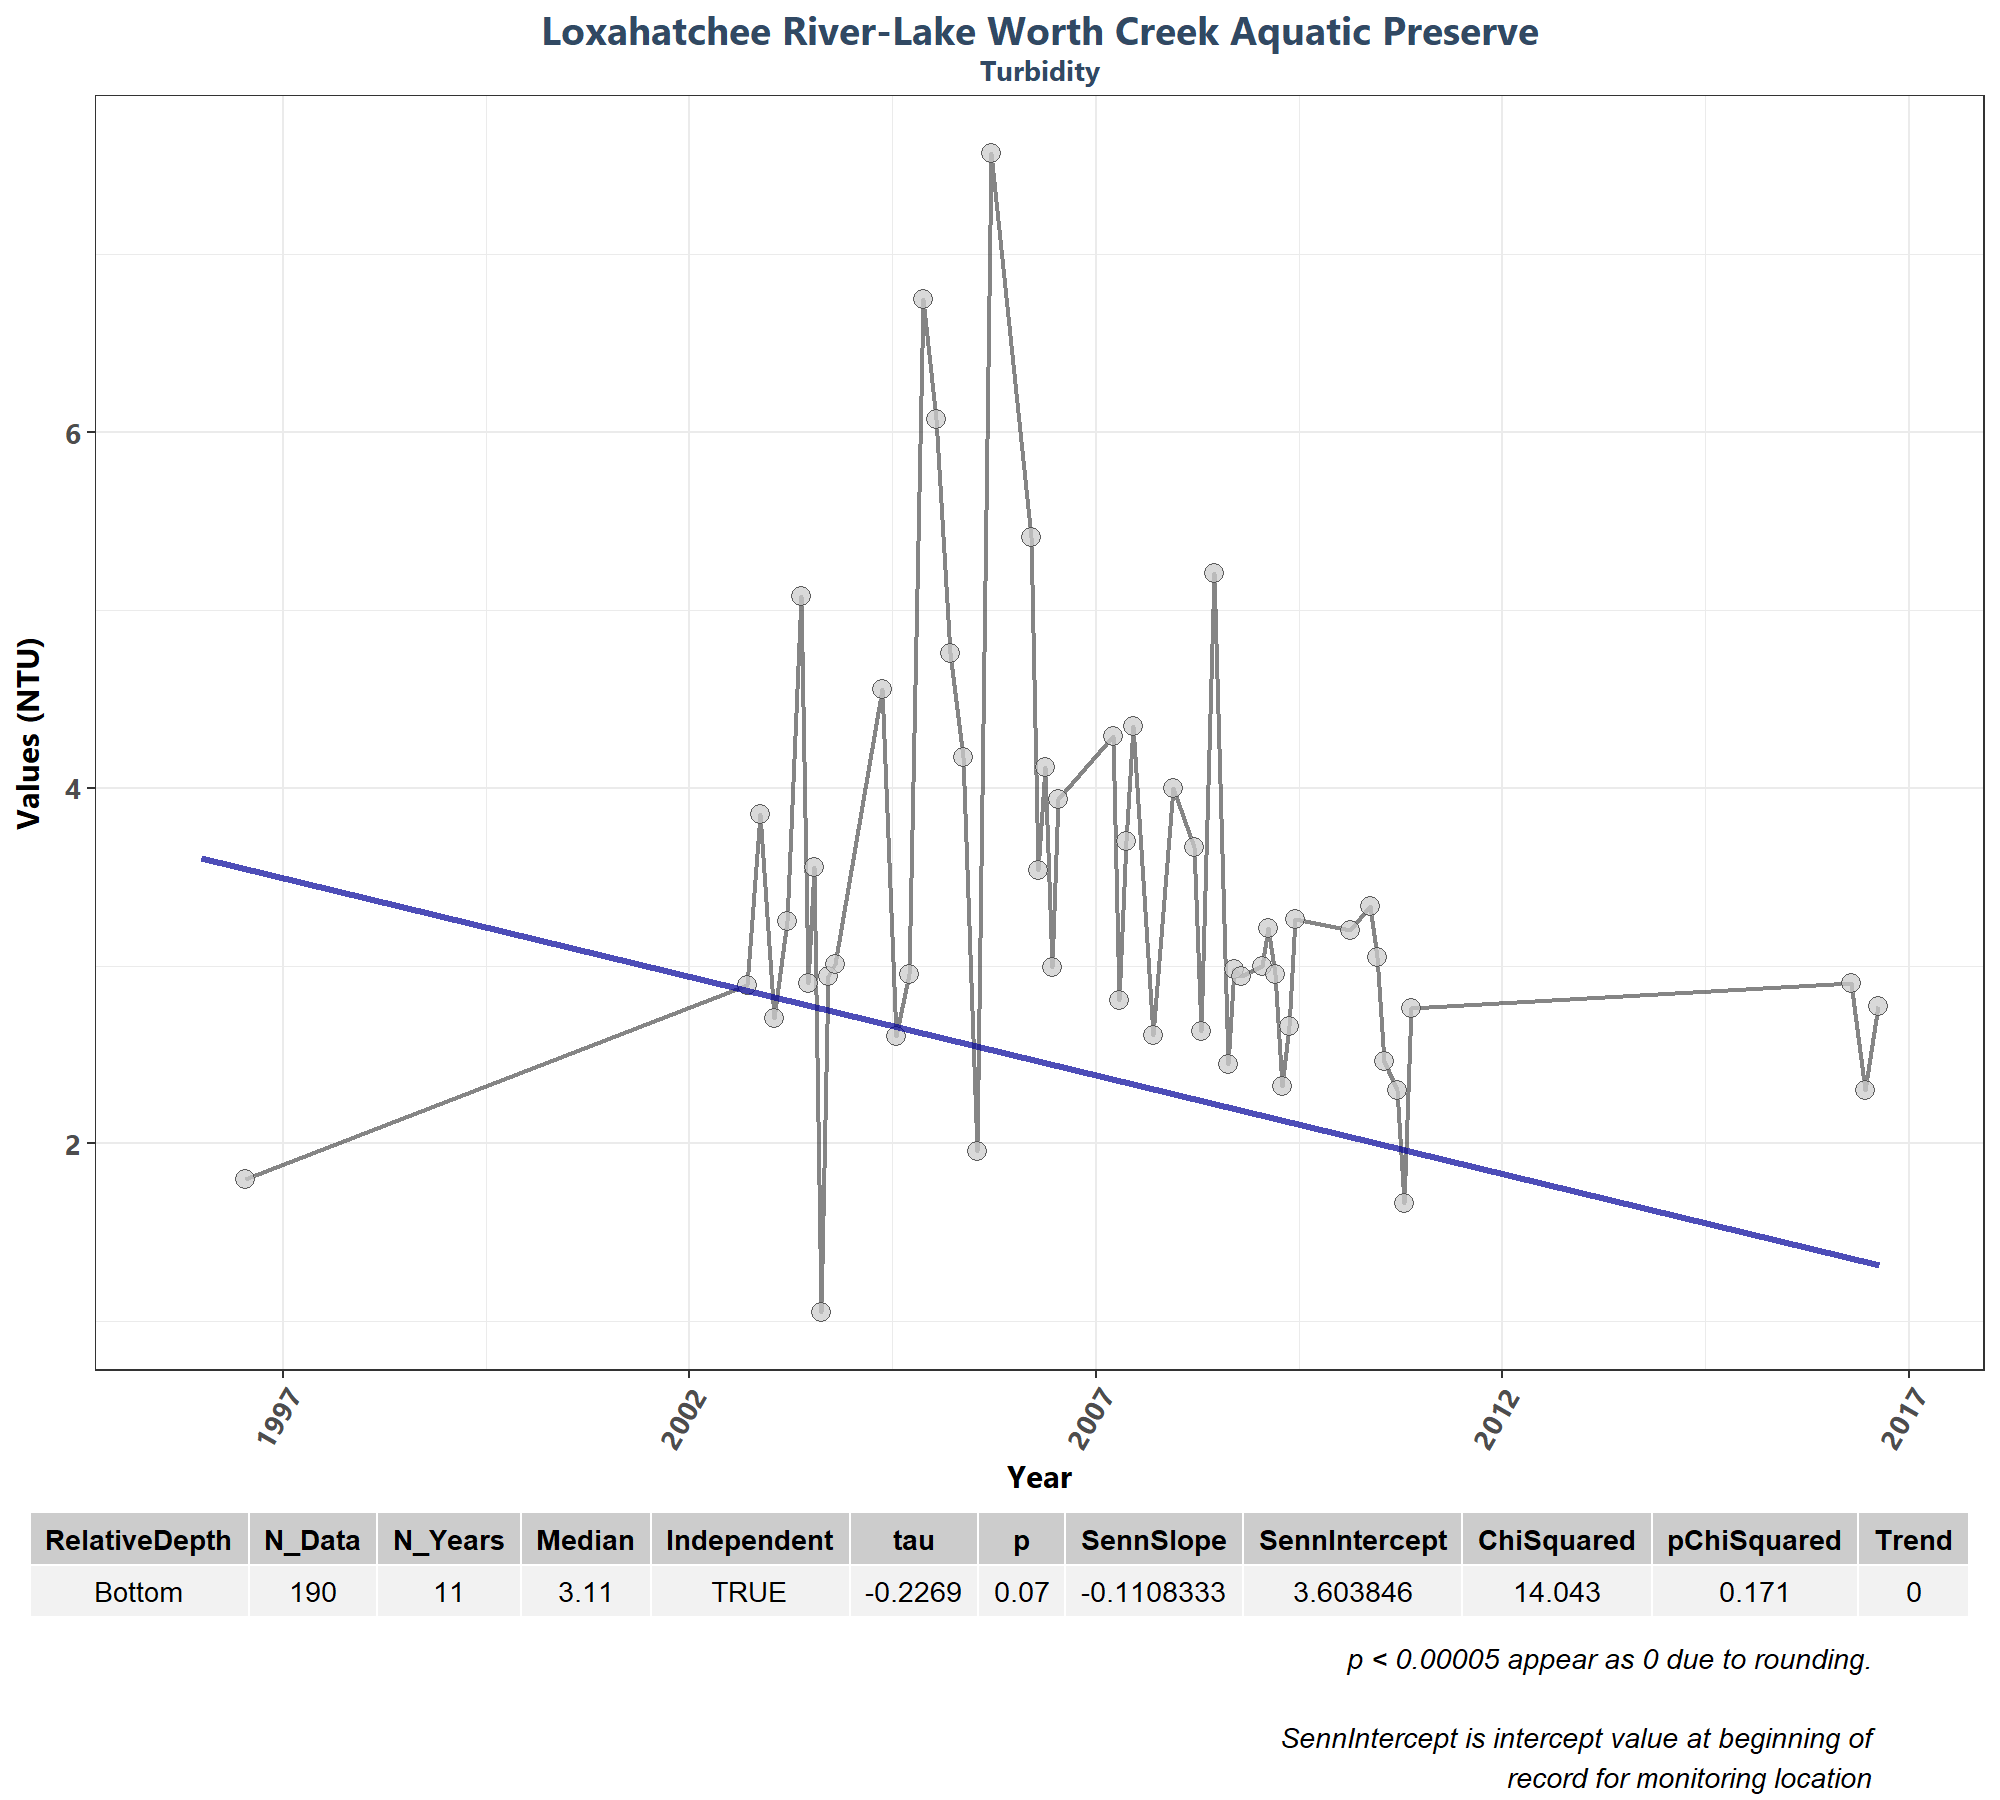 Loxahatchee River-Lake Worth Creek Aquatic Preserve
Turbidity
Values (NTU)
6
4
2
1997 2002 2007 2012 2017
Year
RelativeDepth N_Data N_Years Median Independent tau p SennSlope SennIntercept ChiSquared pChiSquared Trend
Bottom 190 11 3.11 TRUE -0.2269 0.07 -0.1108333 3.603846 14.043 0.171 0
p < 0.00005 appear as 0 due to rounding.
SennIntercept is intercept value at beginning of
record for monitoring location